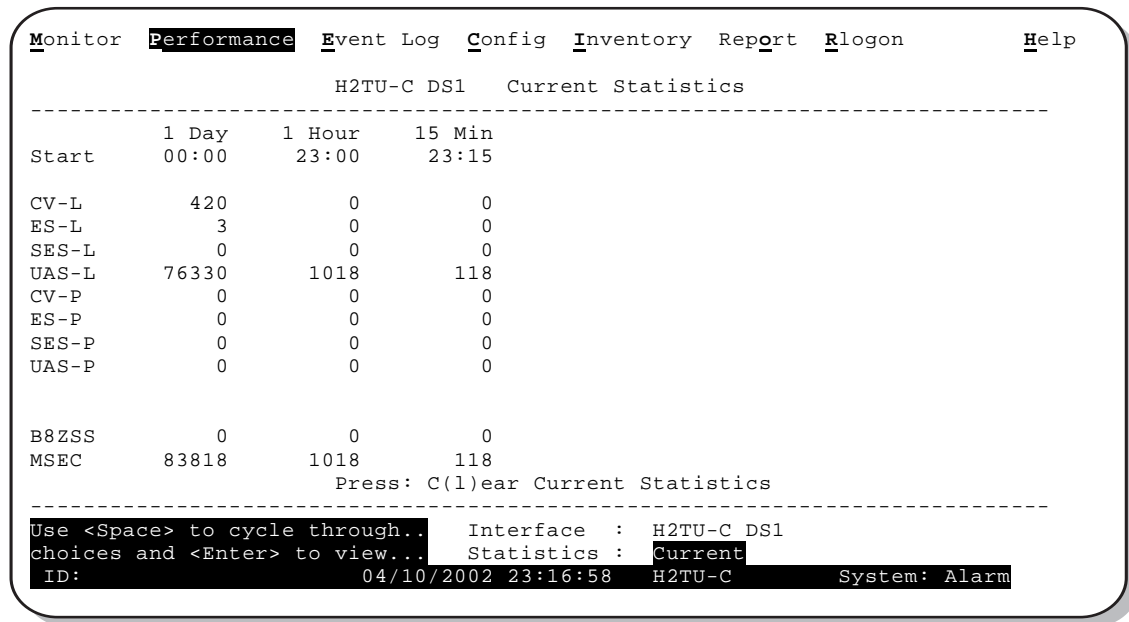 Monitor Performance Event Log Config Inventory Report Rlogon Help
H2TU-C DS1 Current Statistics
--------------------------------------------------------------------------------
1 Day 1 Hour 15 Min
Start 00:00 23:00 23:15
CV-L 420 0 0
ES-L 3 0 0
SES-L 0 0 0
UAS-L 76330 1018 118
CV-P 0 0 0
ES-P 0 0 0
SES-P 0 0 0
UAS-P 0 0 0
B8ZSS 0 0 0
MSEC 83818 1018 118
Press: C(l)ear Current Statistics
--------------------------------------------------------------------------------
Use <Space> to cycle through.. Interface : H2TU-C DS1
choices and <Enter> to view... Statistics : Current
ID: 04/10/2002 23:16:58 H2TU-C System: Alarm